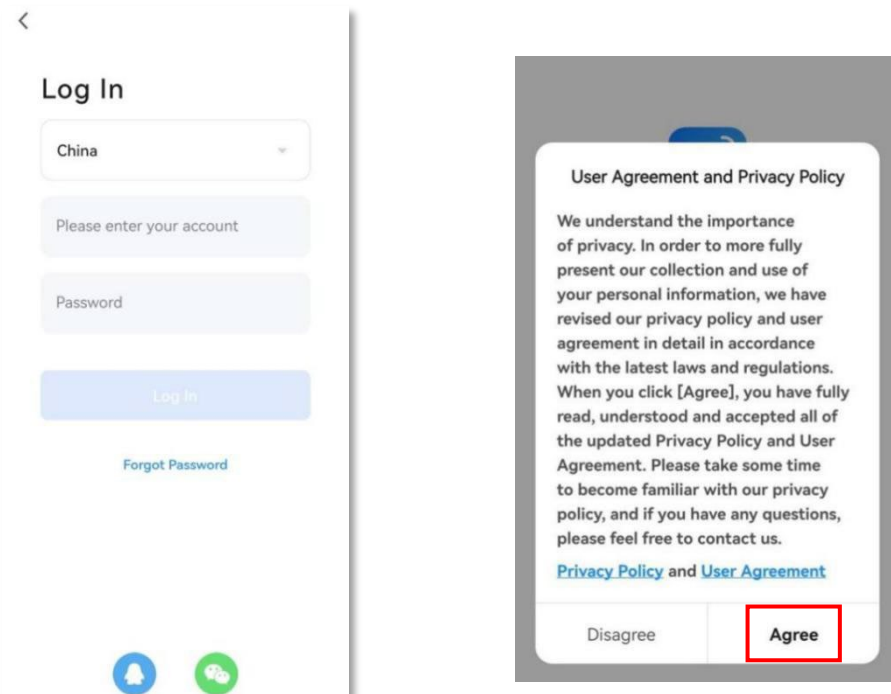 Log In
China
Please enter your account
Password
Log In
Forgot Password
User Agreement and Privacy Policy
We understand the importance
of privacy. In order to more fully
present our collection and use of
your personal information, we have
revised our privacy policy and user
agreement in detail in accordance
with the latest laws and regulations.
When you click [Agree], you have fully
read, understood and accepted all of
the updated Privacy Policy and User
Agreement. Please take some time
to become familiar with our privacy
policy, and if you have any questions,
please feel free to contact us.
Privacy Policy and User Agreement
Disagree
Agree